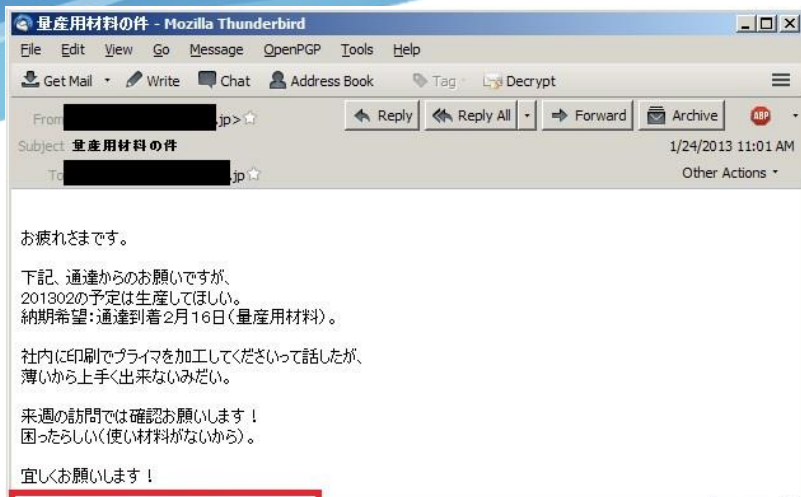 量産用材料の件 - Mozilla Thunderbird
File Edit View Go Message OpenPGP Tools Help
Get Mail Write Chat Address Book Tag Decrypt
From .jp> Reply Reply All Forward Archive ABP
Subject 量産用材料の件 1/24/2013 11:01 AM
To .jp Other Actions
お疲れさまです。
下記、通達からのお願いですが、
201302の予定は生産してほしい。
納期希望:通達到着2月16日(量産用材料)。
社内に印刷でプライマを加工してくださいって話したが、
薄いから上手く出来ないみだい。
来週の訪問では確認お願いします!
困ったらしい(使い材料がないから)。
宜しくお願いします!